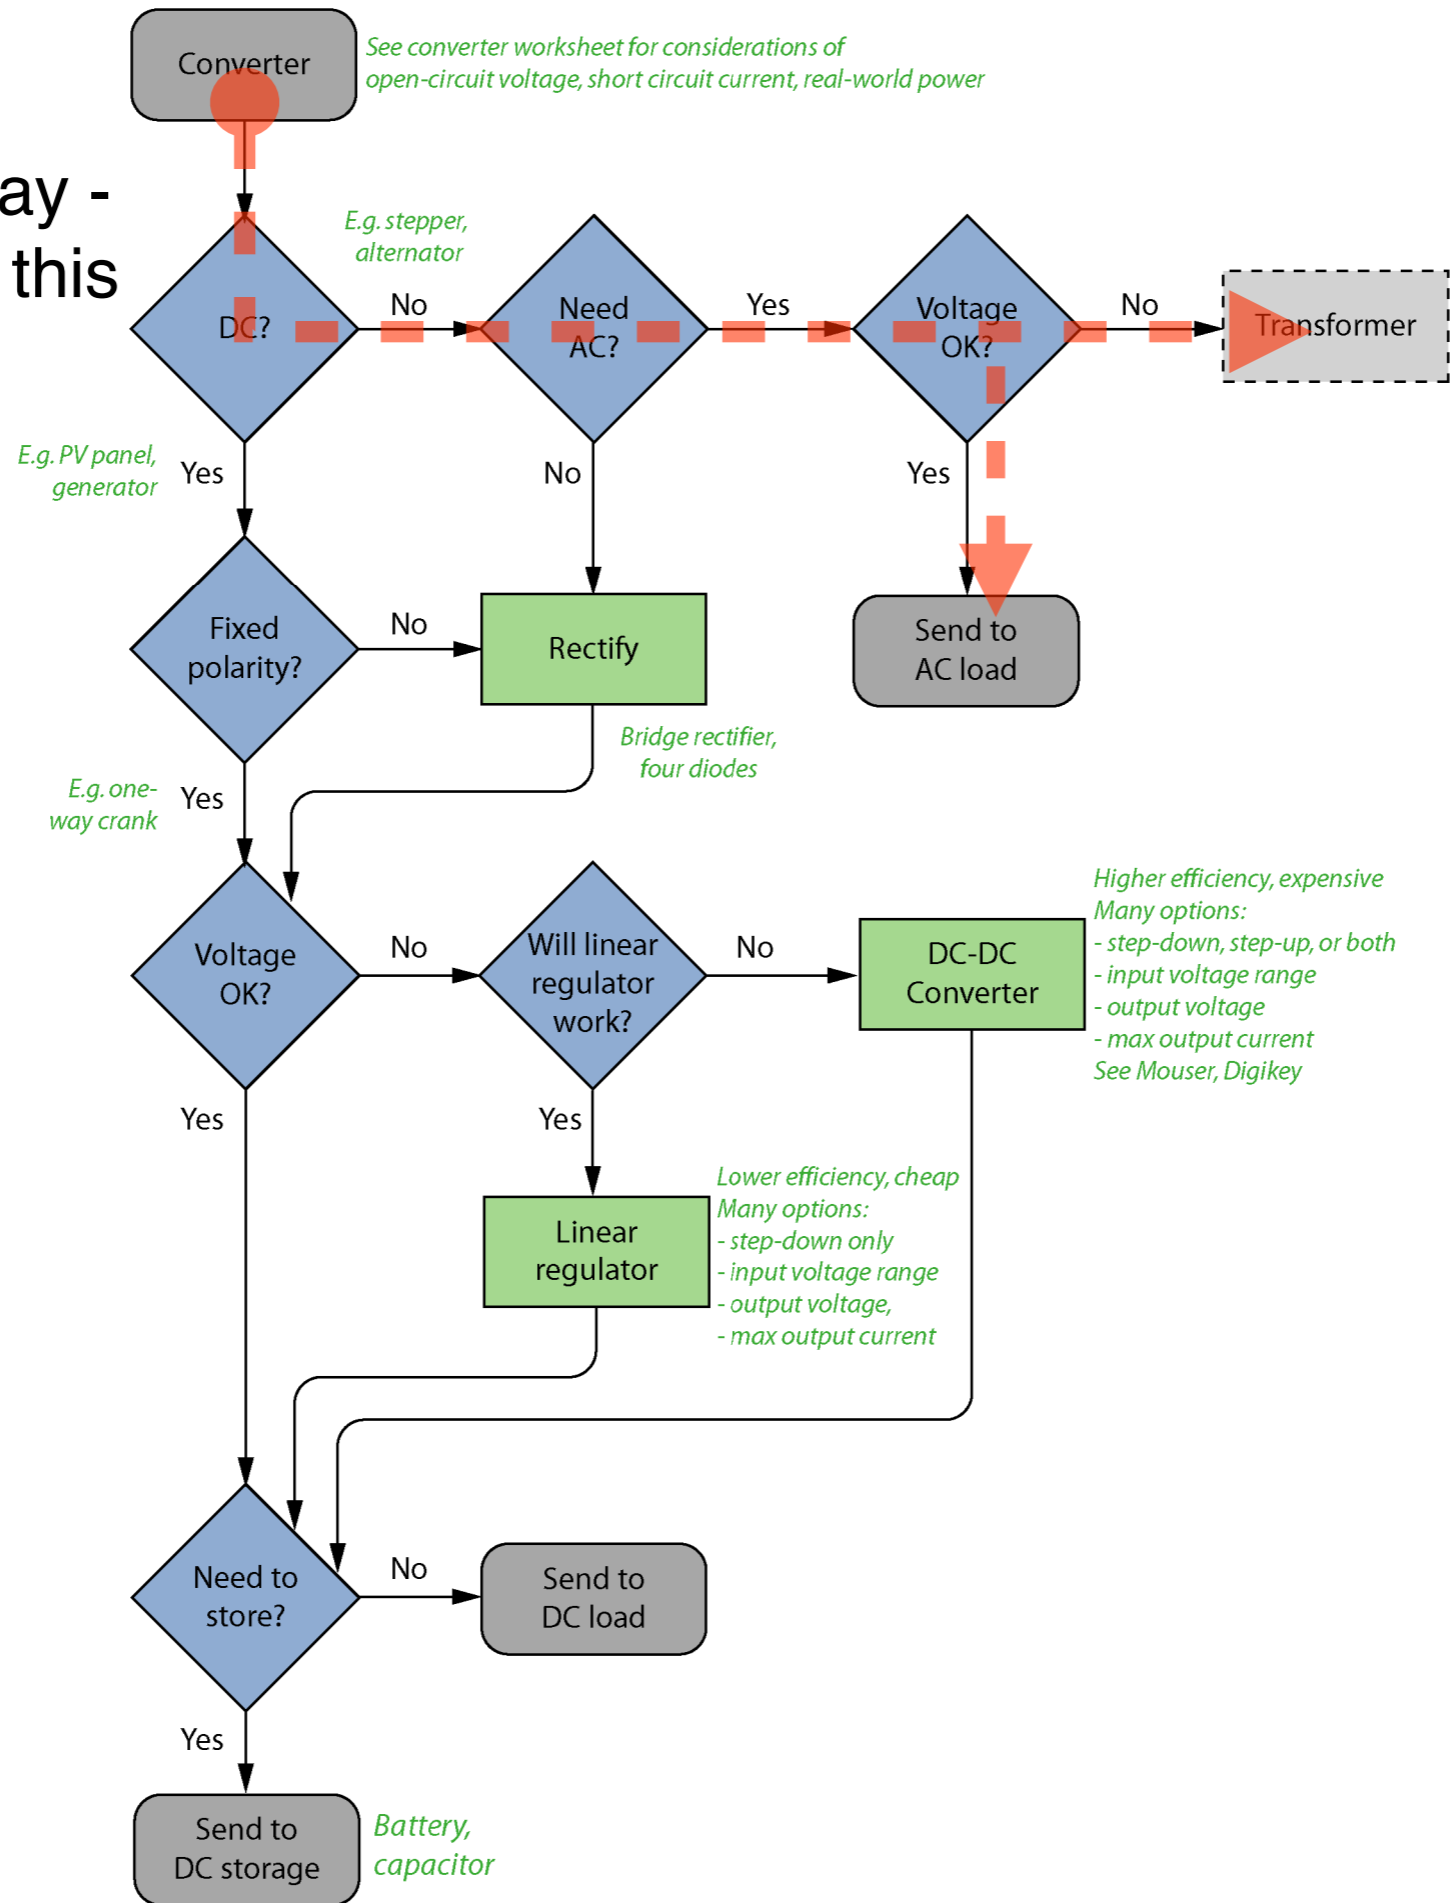 Converter
See converter worksheet for considerations of
open-circuit voltage, short circuit current, real-world power
ay -
this
E.g. stepper,
alternator
DC?
No
Need
AC?
Yes
Voltage
OK?
No
Transformer
E.g. PV panel,
generator
Yes
No
Yes
Fixed
polarity?
No
Rectify
Send to
AC load
Bridge rectifier,
four diodes
E.g. one-
way crank
Yes
Voltage
OK?
No
Will linear
regulator
work?
No
DC-DC
Converter
Higher efficiency, expensive
Many options:
- step-down, step-up, or both
- input voltage range
- output voltage
- max output current
See Mouser, Digikey
Yes
Yes
Linear
regulator
Lower efficiency, cheap
Many options:
- step-down only
- input voltage range
- output voltage,
- max output current
Need to
store?
No
Send to
DC load
Yes
Send to
DC storage
Battery,
capacitor